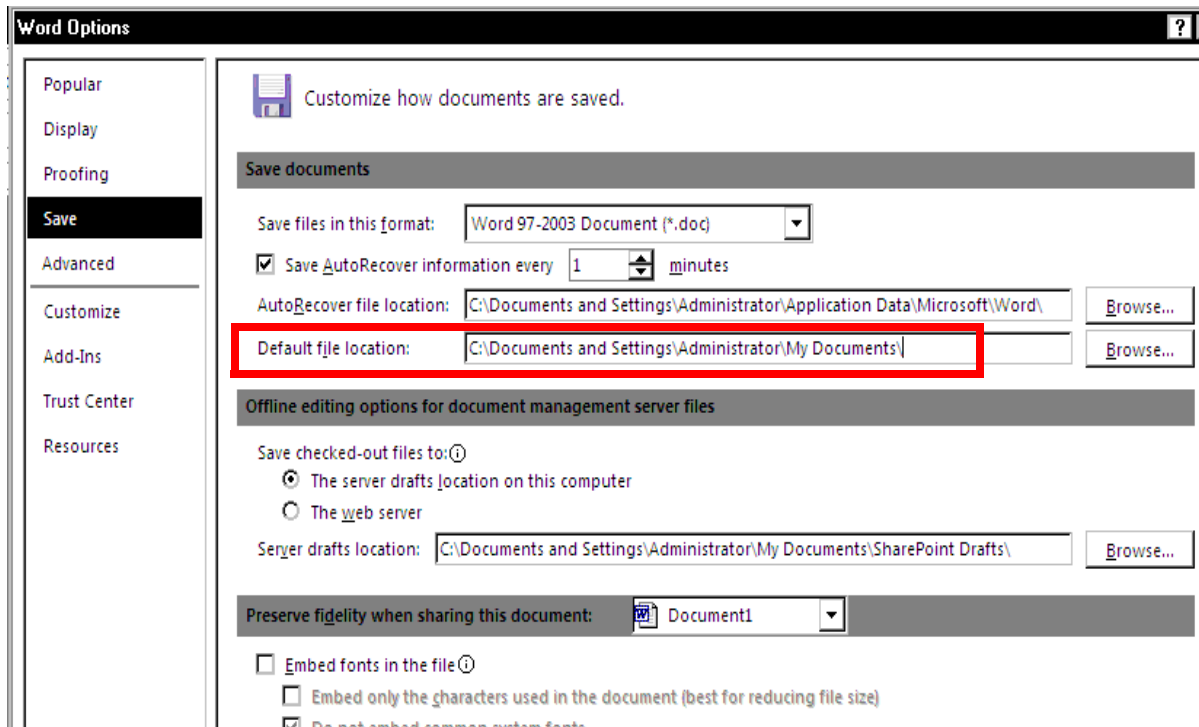 Word Options
?
Popular
Display
Proofing
Save
Advanced
Customize
Add-Ins
Trust Center
Resources
Customize how documents are saved.
Save documents
Save files in this format: Word 97-2003 Document (*.doc)
Save AutoRecover information every 1 minutes
AutoRecover file location: C:\Documents and Settings\Administrator\Application Data\Microsoft\Word\ Browse...
Default file location: C:\Documents and Settings\Administrator\My Documents\ Browse...
Offline editing options for document management server files
Save checked-out files to:
The server drafts location on this computer
The web server
Server drafts location: C:\Documents and Settings\Administrator\My Documents\SharePoint Drafts\ Browse...
Preserve fidelity when sharing this document: Document1
Embed fonts in the file
Embed only the characters used in the document (best for reducing file size)
Do not embed common system fonts